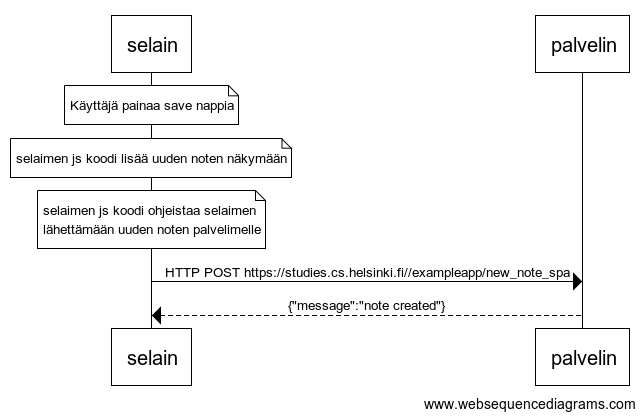 selain
palvelin
Käyttäjä painaa save nappia
selaimen js koodi lisää uuden noten näkymään
selaimen js koodi ohjeistaa selaimen
lähettämään uuden noten palvelimelle
HTTP POST https://studies.cs.helsinki.fi//exampleapp/new_note_spa
{"message":"note created"}
selain
palvelin
www.websequencediagrams.com